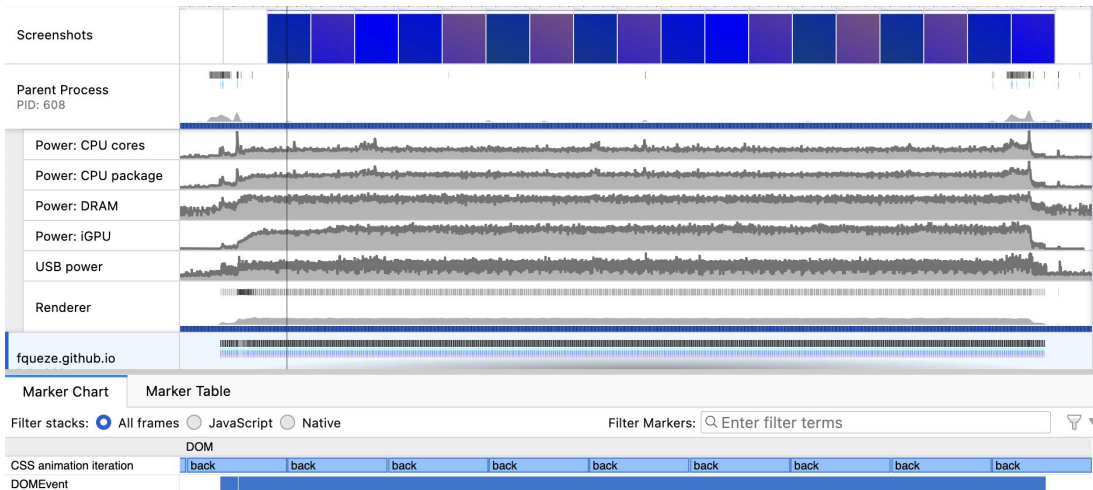 Screenshots
Parent Process
PID: 608
Power: CPU cores
Power: CPU package
Power: DRAM
Power: iGPU
USB power
Renderer
fqueze.github.io
Marker Chart Marker Table
Filter stacks: All frames JavaScript Native Filter Markers: Enter filter terms
DOM
CSS animation iteration back back back back back back back back back
DOMEvent